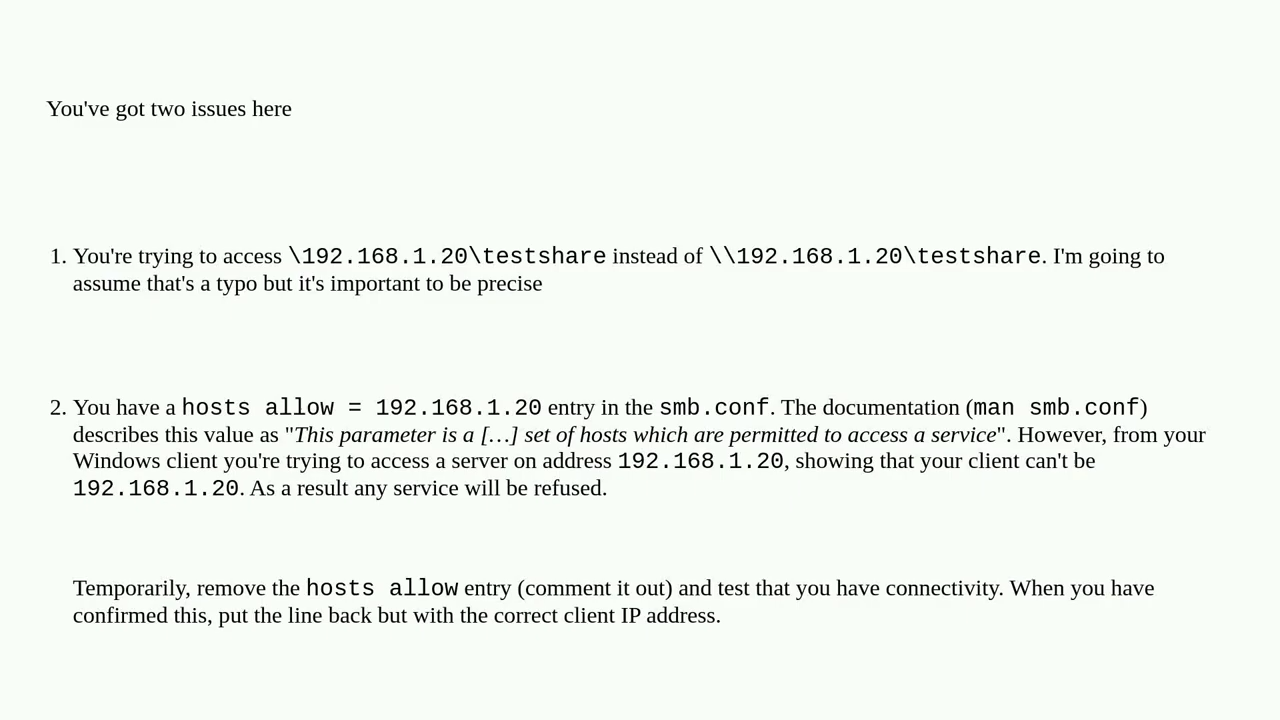 You've got two issues here
1. You're trying to access \192.168.1.20\testshare instead of \\192.168.1.20\testshare. I'm going to
assume that's a typo but it's important to be precise
2. You have a hosts allow = 192.168.1.20 entry in the smb.conf. The documentation (man smb.conf)
describes this value as "This parameter is a […] set of hosts which are permitted to access a service". However, from your
Windows client you're trying to access a server on address 192.168.1.20, showing that your client can't be
192.168.1.20. As a result any service will be refused.
Temporarily, remove the hosts allow entry (comment it out) and test that you have connectivity. When you have
confirmed this, put the line back but with the correct client IP address.